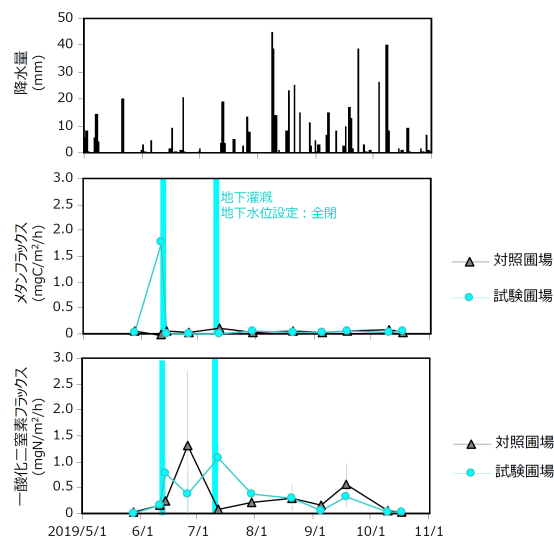 降水量
(mm)
50
40
30
20
10
0
メタンフラックス
(mgC/m²/h)
3.0
2.5
2.0
1.5
1.0
0.5
0
地下灌漑
地下水位設定：全閉
対照圃場
試験圃場
一酸化二窒素フラックス
(mgN/m²/h)
3.0
2.5
2.0
1.5
1.0
0.5
0
対照圃場
試験圃場
2019/5/1 6/1 7/1 8/1 9/1 10/1 11/1